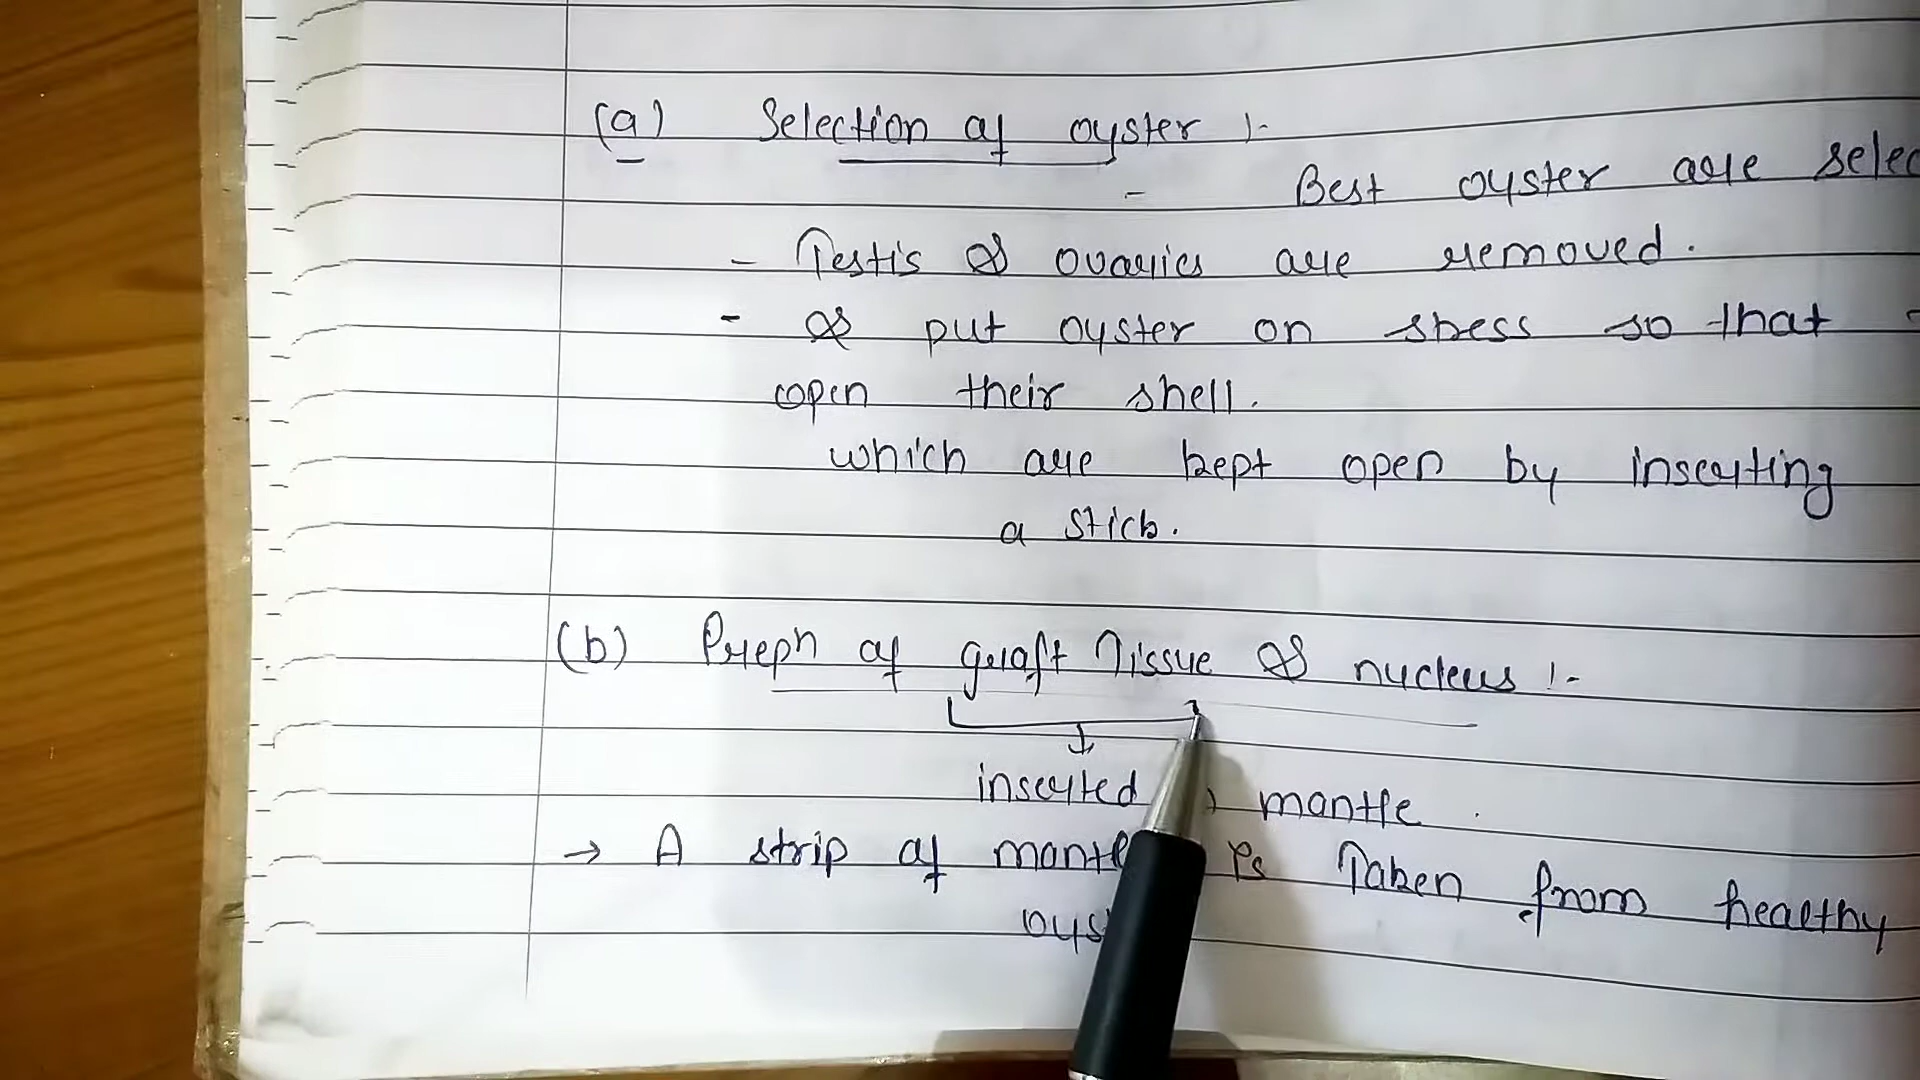 (a) Selection of oyster :-
- Best oyster are selec
- Testis & ovaries are removed.
- & put oyster on stress so that
open their shell.
which are kept open by inserting
a stick.
(b) Prepn of graft Tissue & nucleus :-
inserted mantle.
→ A strip of mantle is Taken from healthy